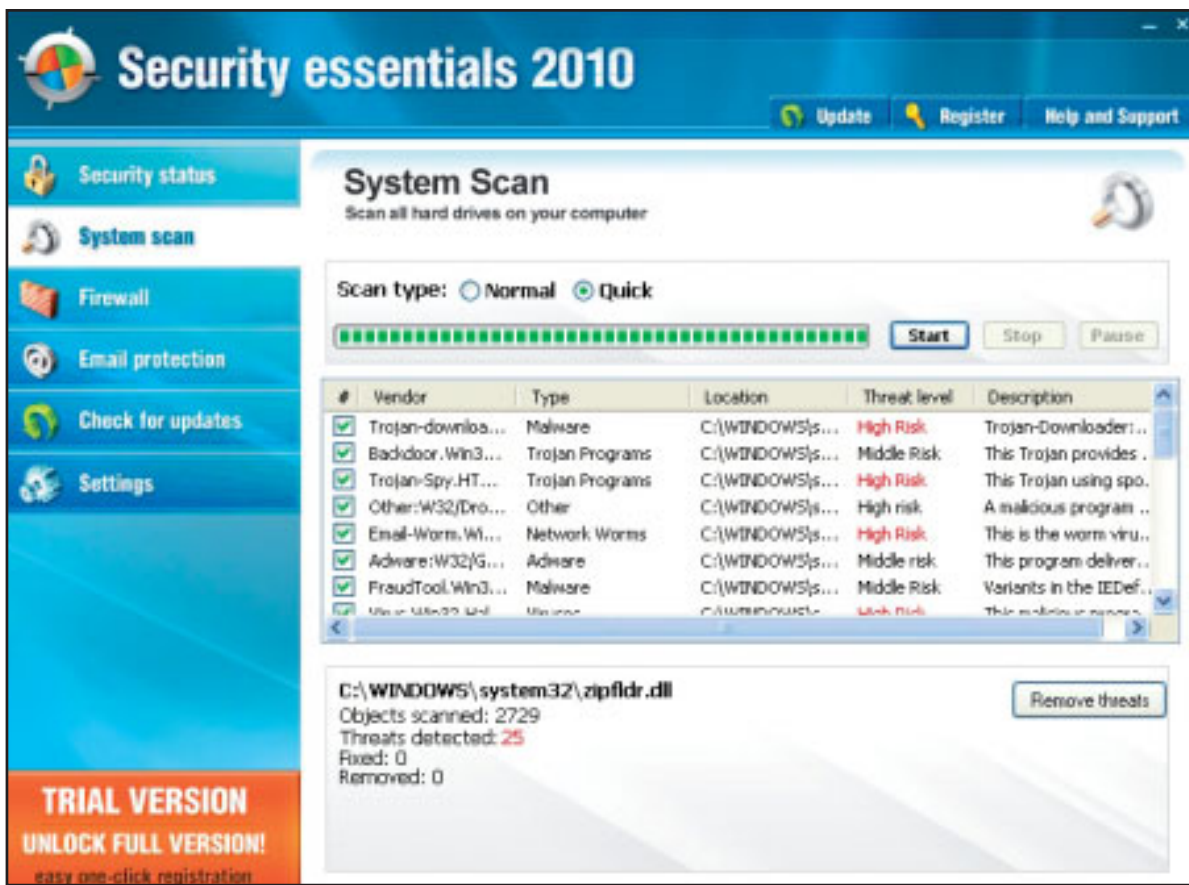 Security essentials 2010
Update Register Help and Support
Security status
System scan
Firewall
Email protection
Check for updates
Settings
TRIAL VERSION
UNLOCK FULL VERSION!
easy one-click registration
System Scan
Scan all hard drives on your computer
Scan type: Normal Quick
Start Stop Pause
# Vendor Type Location Threat level Description
Trojan-downloa... Malware C:\WINDOWS\s... High Risk Trojan-Downloader:..
Backdoor.Win3... Trojan Programs C:\WINDOWS\s... Middle Risk This Trojan provides .
Trojan-Spy.HT... Trojan Programs C:\WINDOWS\s... High Risk This Trojan using spo.
Other:W32/Dro... Other C:\WINDOWS\s... High risk A malicious program ..
Email-Worm.Wi... Network Worms C:\WINDOWS\s... High Risk This is the worm viru..
Adware:W32/G... Adware C:\WINDOWS\s... Middle risk This program deliver..
FraudTool.Win3... Malware C:\WINDOWS\s... Middle Risk Variants in the IEDef..
Viruses C:\WINDOWS\s... High Risk This malicious progra
C:\WINDOWS\system32\zipfldr.dll
Objects scanned: 2729
Threats detected: 25
Fixed: 0
Removed: 0
Remove threats